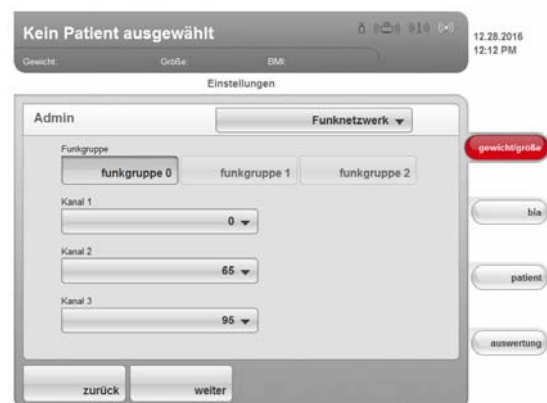 Kein Patient ausgewählt
12.28.2016
12:12 PM
Gewicht: Größe: BMI:
Einstellungen
Admin Funknetzwerk
gewicht/größe
Funkgruppe
funkgruppe 0 funkgruppe 1 funkgruppe 2
Kanal 1
0
bia
Kanal 2
65
patient
Kanal 3
95
auswertung
zurück weiter